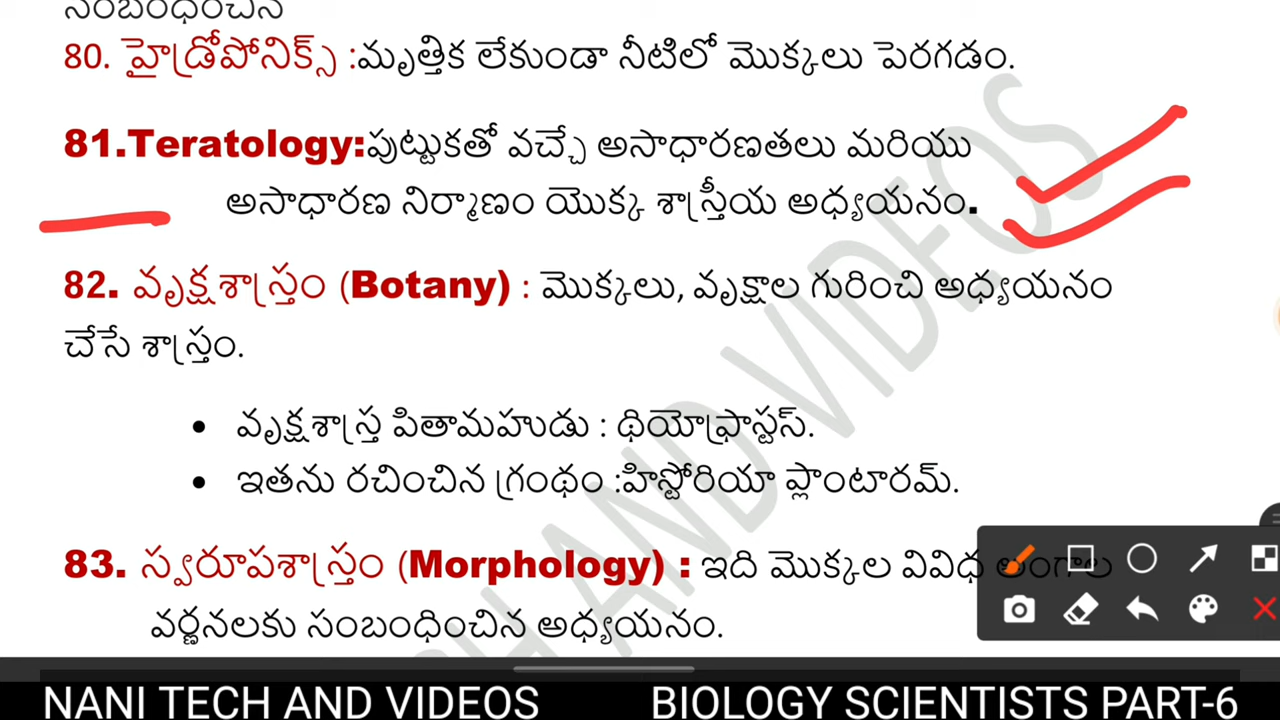 సంబంధించిన
80. హైడ్రోపోనిక్స్ :మృత్తిక లేకుండా నీటిలో మొక్కలు పెరగడం.
81.Teratology:పుట్టుకతో వచ్చే అసాధారణతలు మరియు
అసాధారణ నిర్మాణం యొక్క శాస్త్రీయ అధ్యయనం.
82. వృక్షశాస్త్రం (Botany) : మొక్కలు, వృక్షాల గురించి అధ్యయనం
చేసే శాస్త్రం.
• వృక్షశాస్త్ర పితామహుడు : థియోఫ్రాస్టస్.
• ఇతను రచించిన గ్రంథం :హిస్టోరియా ప్లాంటారమ్.
83. స్వరూపశాస్త్రం (Morphology) : ఇది మొక్కల వివిధ అంగాల
వర్ణనలకు సంబంధించిన అధ్యయనం.
NANI TECH AND VIDEOS BIOLOGY SCIENTISTS PART-6